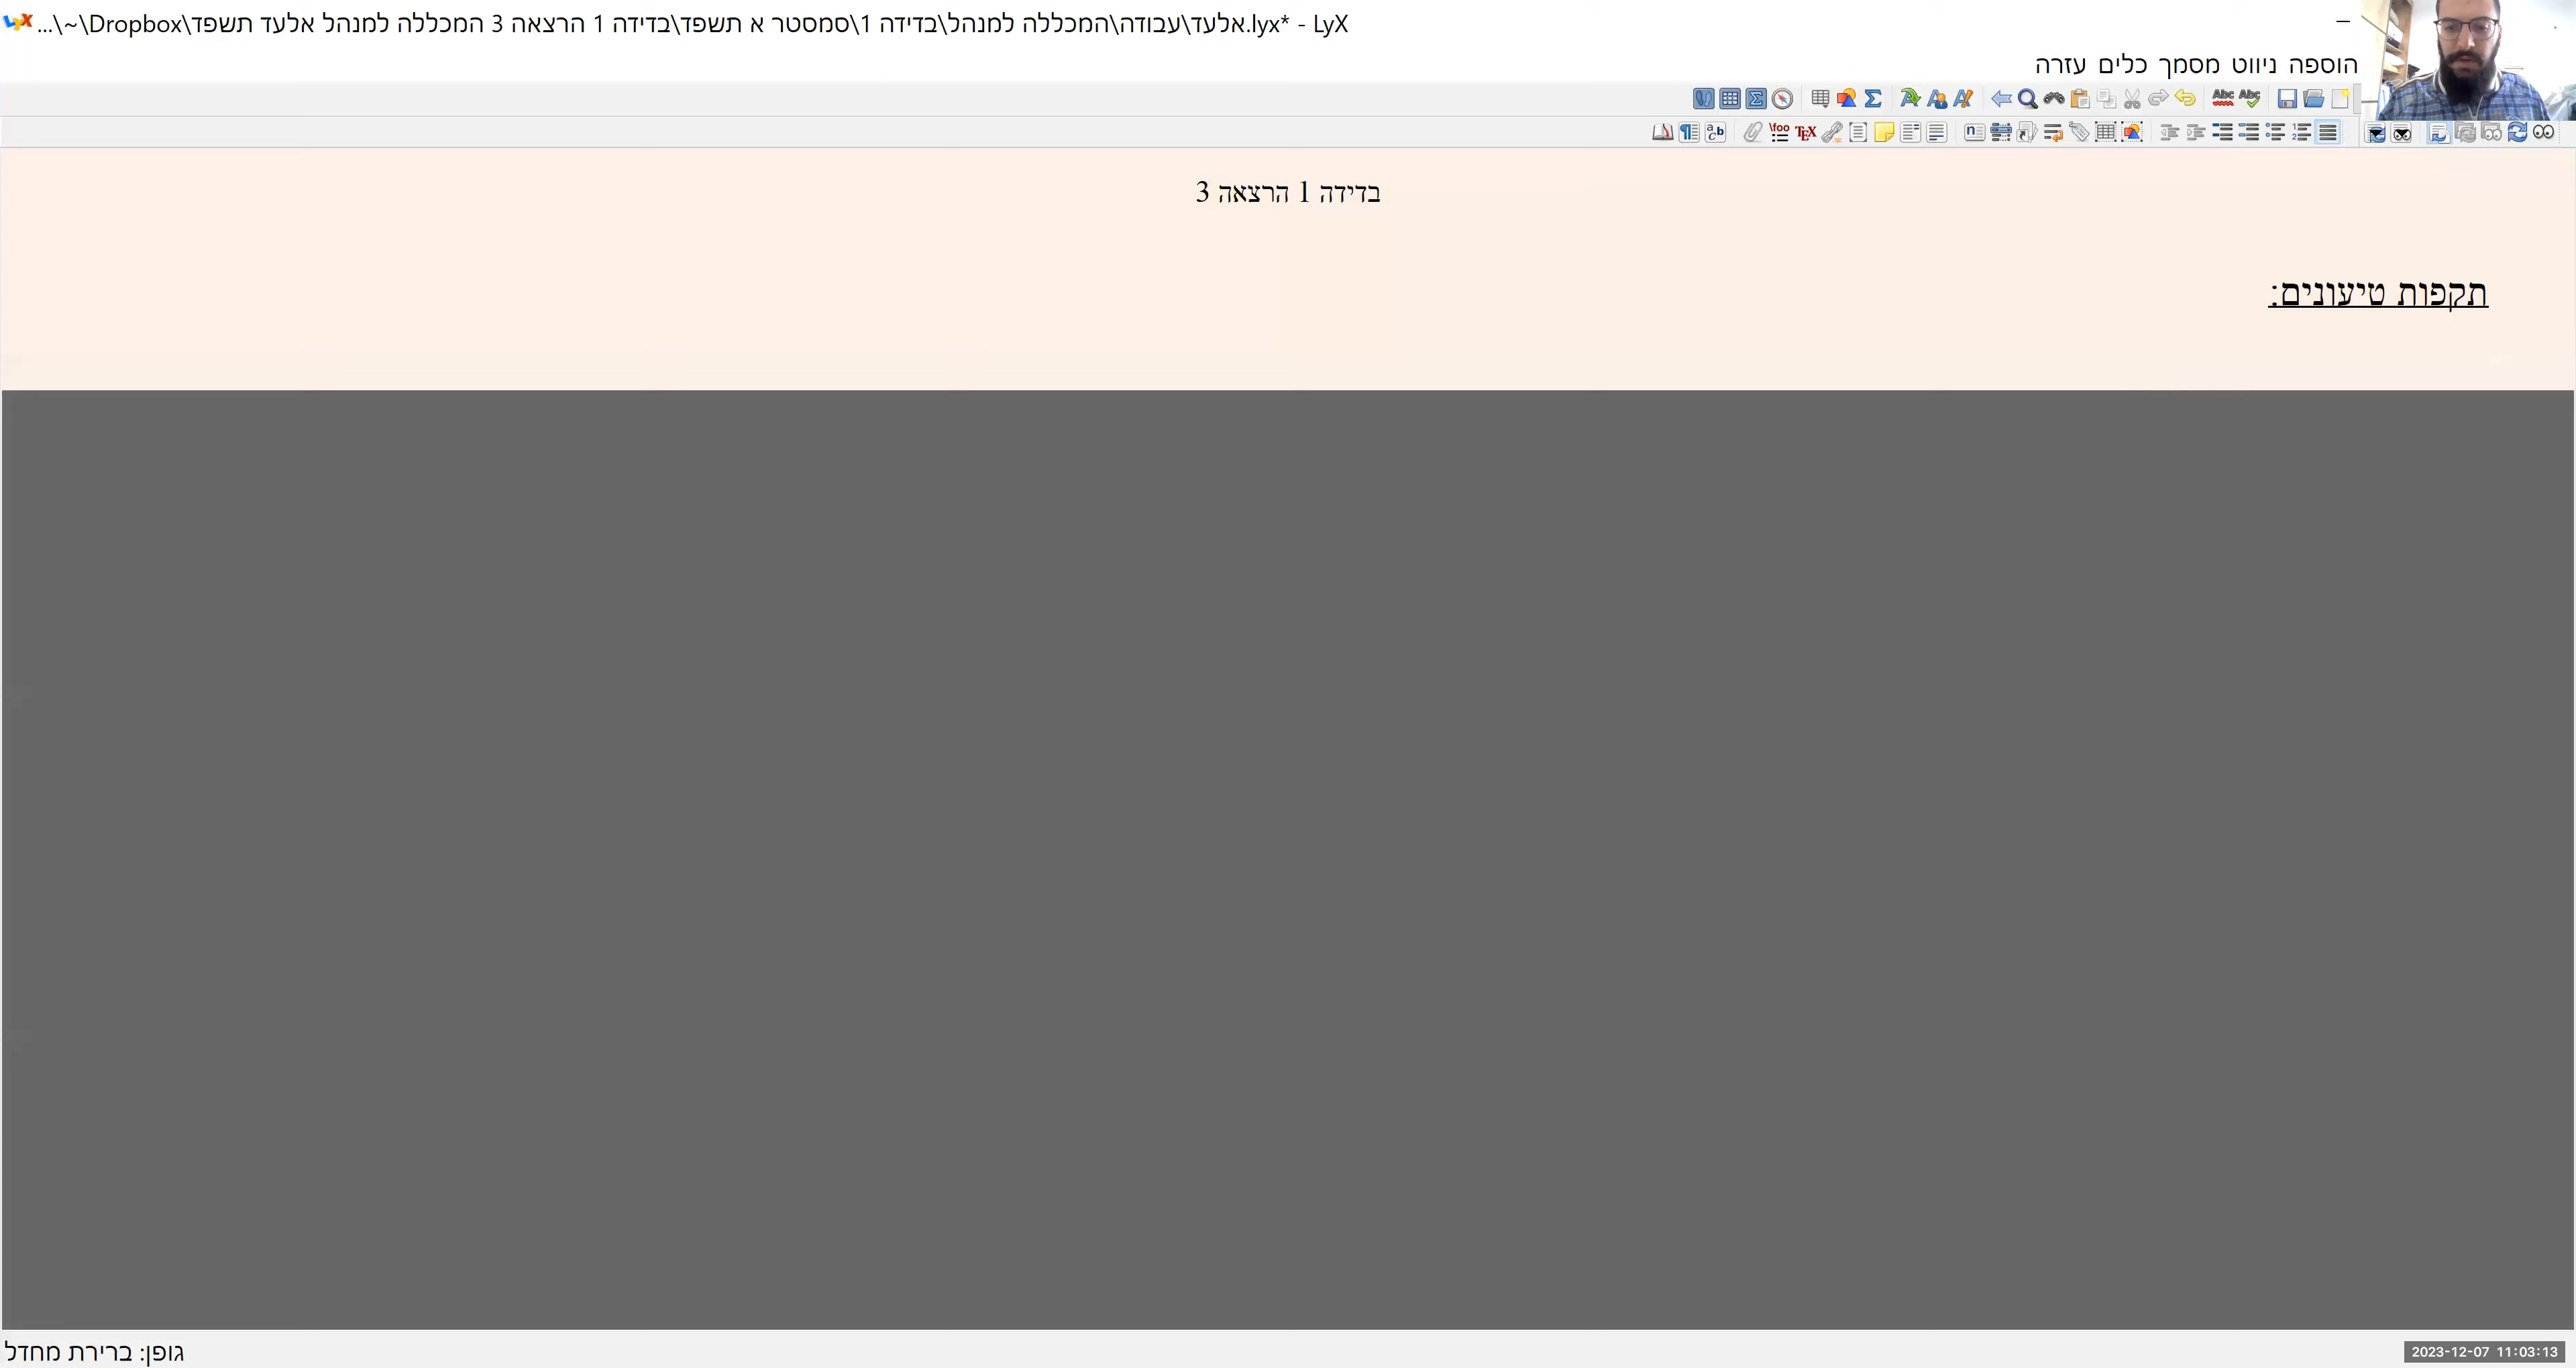 ...\~\Dropbox\אלעד\עבודה\המכללה למנהל\בדידה 1\סמסטר א תשפד\בדידה 1 הרצאה 3 המכללה למנהל אלעד תשפד.lyx* - LyX
הוספה ניווט מסמך כלים עזרה
בדידה 1 הרצאה 3
תקפות טיעונים:
גופן: ברירת מחדל
2023-12-07 11:03:13